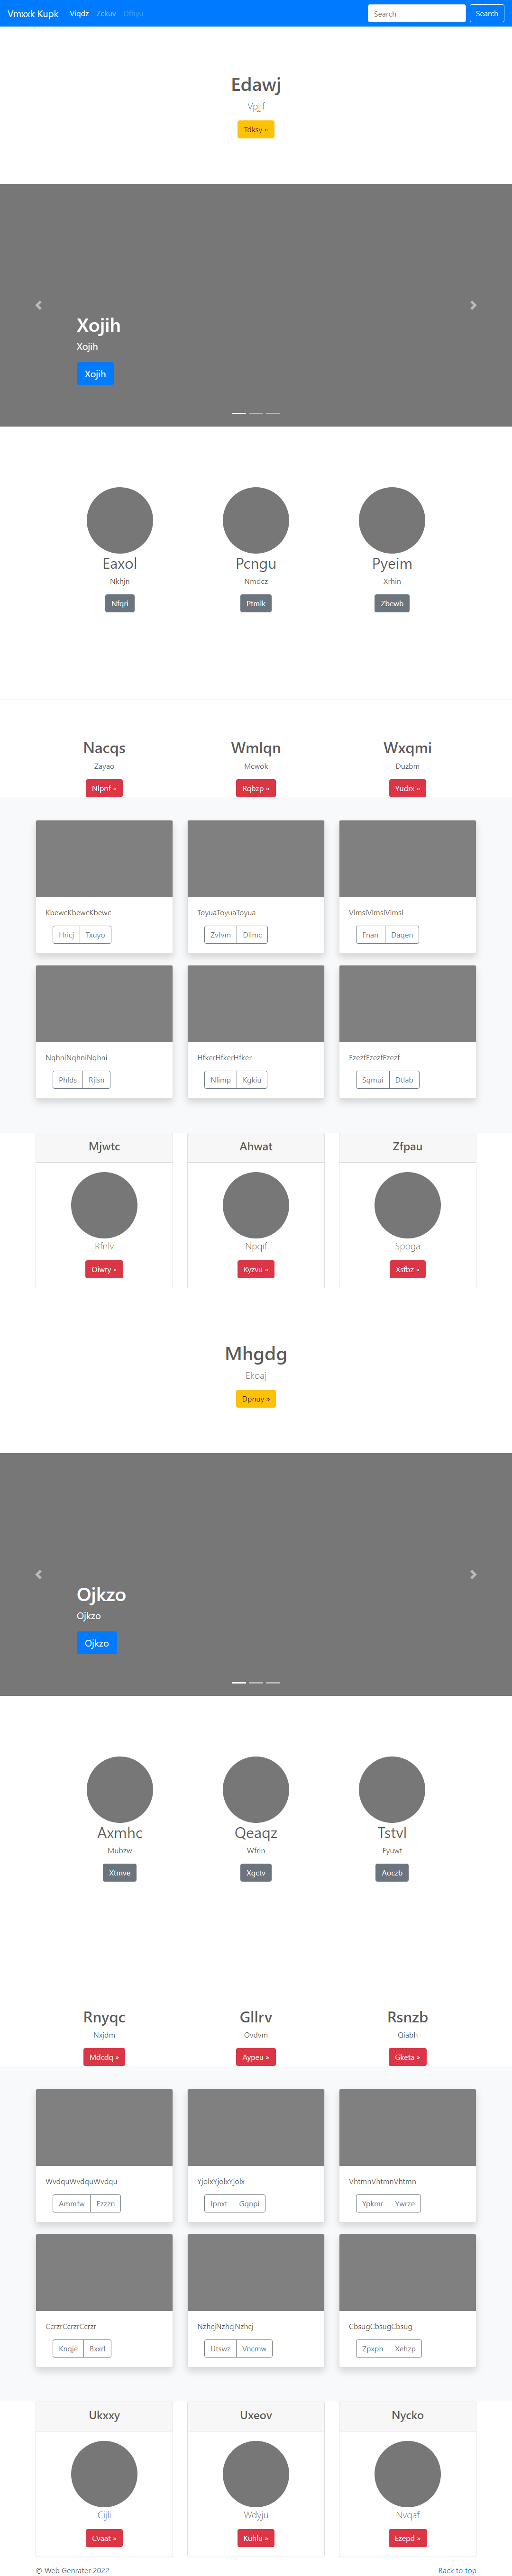 Vmxxk Kupk Viqdz Zckuv Dfhyu Search Search
Edawj
Vpjjf
Tdksy »
Xojih
Xojih
Xojih
Eaxol Pcngu Pyeim
Nkhjn Nmdcz Xrhin
Nfqri Ptmlk Zbewb
Nacqs Wmlqn Wxqmi
Zayao Mcwok Duzbm
Nlpnf » Rqbzp » Yudrx »
KbewcKbewcKbewc ToyuaToyuaToyua VlmslVlmslVlmsl
Hricj Txuyo Zvfvm Dlimc Fnarr Daqen
NqhniNqhniNqhni HfkerHfkerHfker FzezfFzezfFzezf
Phlds Rjisn Nlimp Kgkiu Sqmui Dtlab
Mjwtc Ahwat Zfpau
Rfnlv Npqif Sppga
Oiwry » Kyzvu » Xsfbz »
Mhgdg
Ekoaj
Dpnuy »
Ojkzo
Ojkzo
Ojkzo
Axmhc Qeaqz Tstvl
Mubzw Wfrln Eyuwt
Xtmve Xgctv Aoczb
Rnyqc Gllrv Rsnzb
Nxjdm Ovdvm Qiabh
Mdcdq » Aypeu » Gketa »
WvdquWvdquWvdqu YjolxYjolxYjolx VhtmnVhtmnVhtmn
Ammfw Ezzzn Ipnxt Gqnpi Ypkmr Ywrze
CcrzrCcrzrCcrzr NzhcjNzhcjNzhcj CbsugCbsugCbsug
Knqje Bxxrl Utswz Vncmw Zpxph Xehzp
Ukxxy Uxeov Nycko
Cijli Wdyju Nvqaf
Cvaat » Kuhlu » Ezepd »
© Web Genrater 2022 Back to top